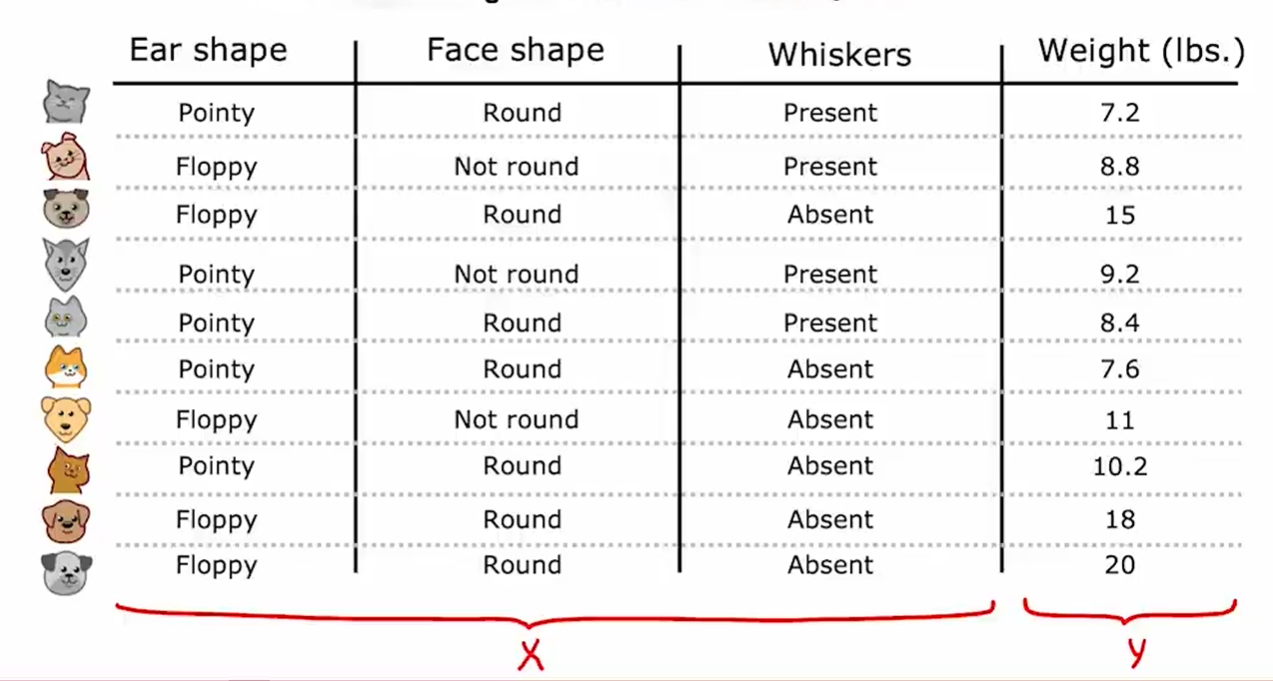 Ear shape Face shape Whiskers Weight (lbs.)
Pointy Round Present 7.2
Floppy Not round Present 8.8
Floppy Round Absent 15
Pointy Not round Present 9.2
Pointy Round Present 8.4
Pointy Round Absent 7.6
Floppy Not round Absent 11
Pointy Round Absent 10.2
Floppy Round Absent 18
Floppy Round Absent 20
X y